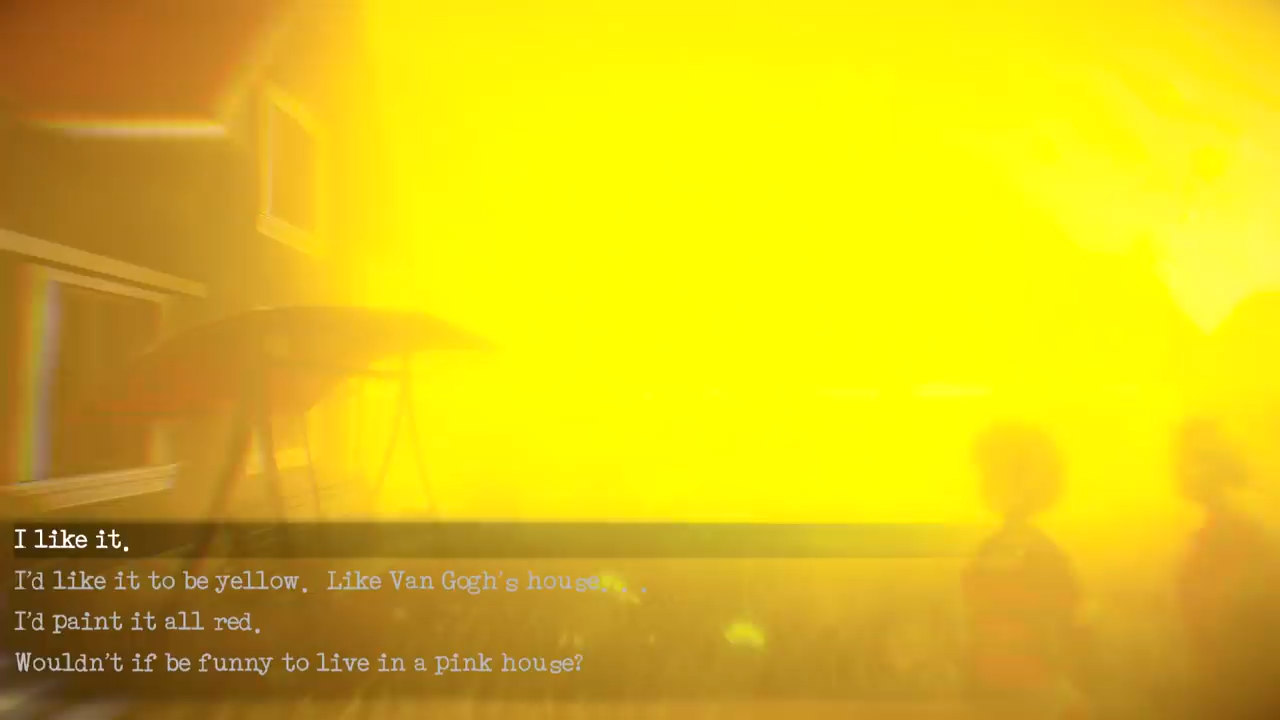 I like it.
I'd like it to be yellow. Like Van Gogh's house...
I'd paint it all red.
Wouldn't if be funny to live in a pink house?